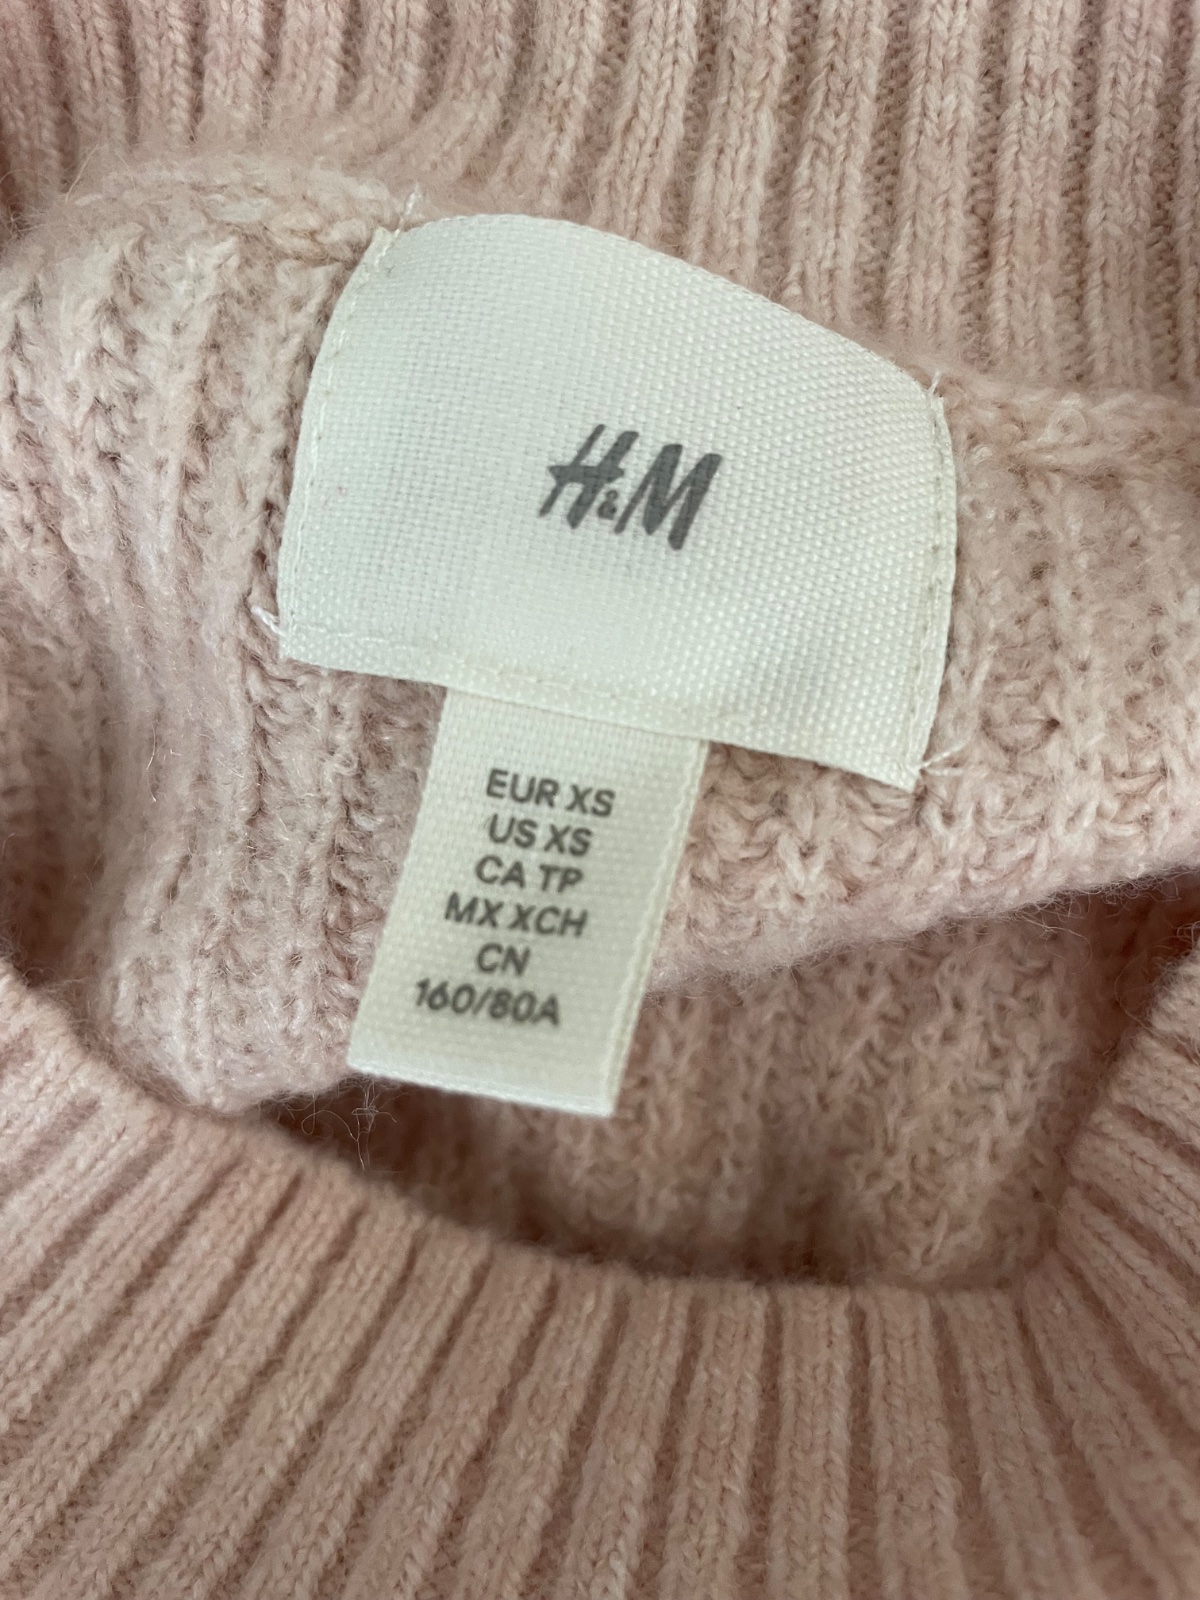 H&M
EUR XS
US XS
CA TP
MX XCH
CN
160/80A